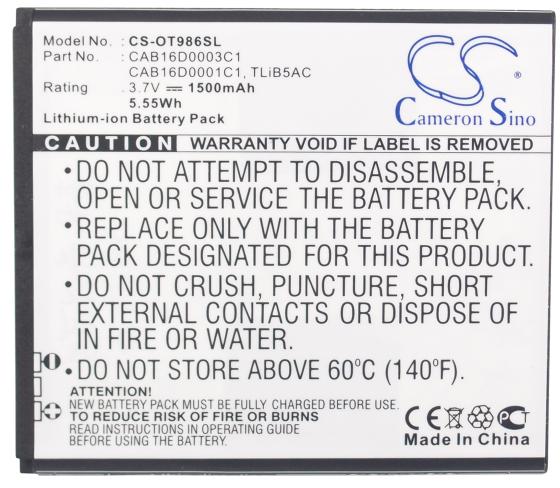 Model No. : CS-OT986SL
Part No. : CAB16D0003C1
CAB16D0001C1, TLiB5AC
Rating : 3.7V ⎓ 1500mAh
5.55Wh
Lithium-ion Battery Pack
CS
Cameron Sino
CAUTION WARRANTY VOID IF LABEL IS REMOVED
•DO NOT ATTEMPT TO DISASSEMBLE,
OPEN OR SERVICE THE BATTERY PACK.
•REPLACE ONLY WITH THE BATTERY
PACK DESIGNATED FOR THIS SYSTEM.
•DO NOT CRUSH, PUNCTURE, SHORT
EXTERNAL CONTACTS OR DISPOSE OF
IN FIRE OR WATER.
•DO NOT STORE ABOVE 60°C (140°F).
ATTENTION!
NEW BATTERY PACK MUST BE FULLY CHARGED BEFORE USING IT
TO REDUCE RISK OF FIRE OR BURNS
READ INSTRUCTIONS IN OPERATING GUIDE
BEFORE USING BATTERY PACK
CE
Made In China